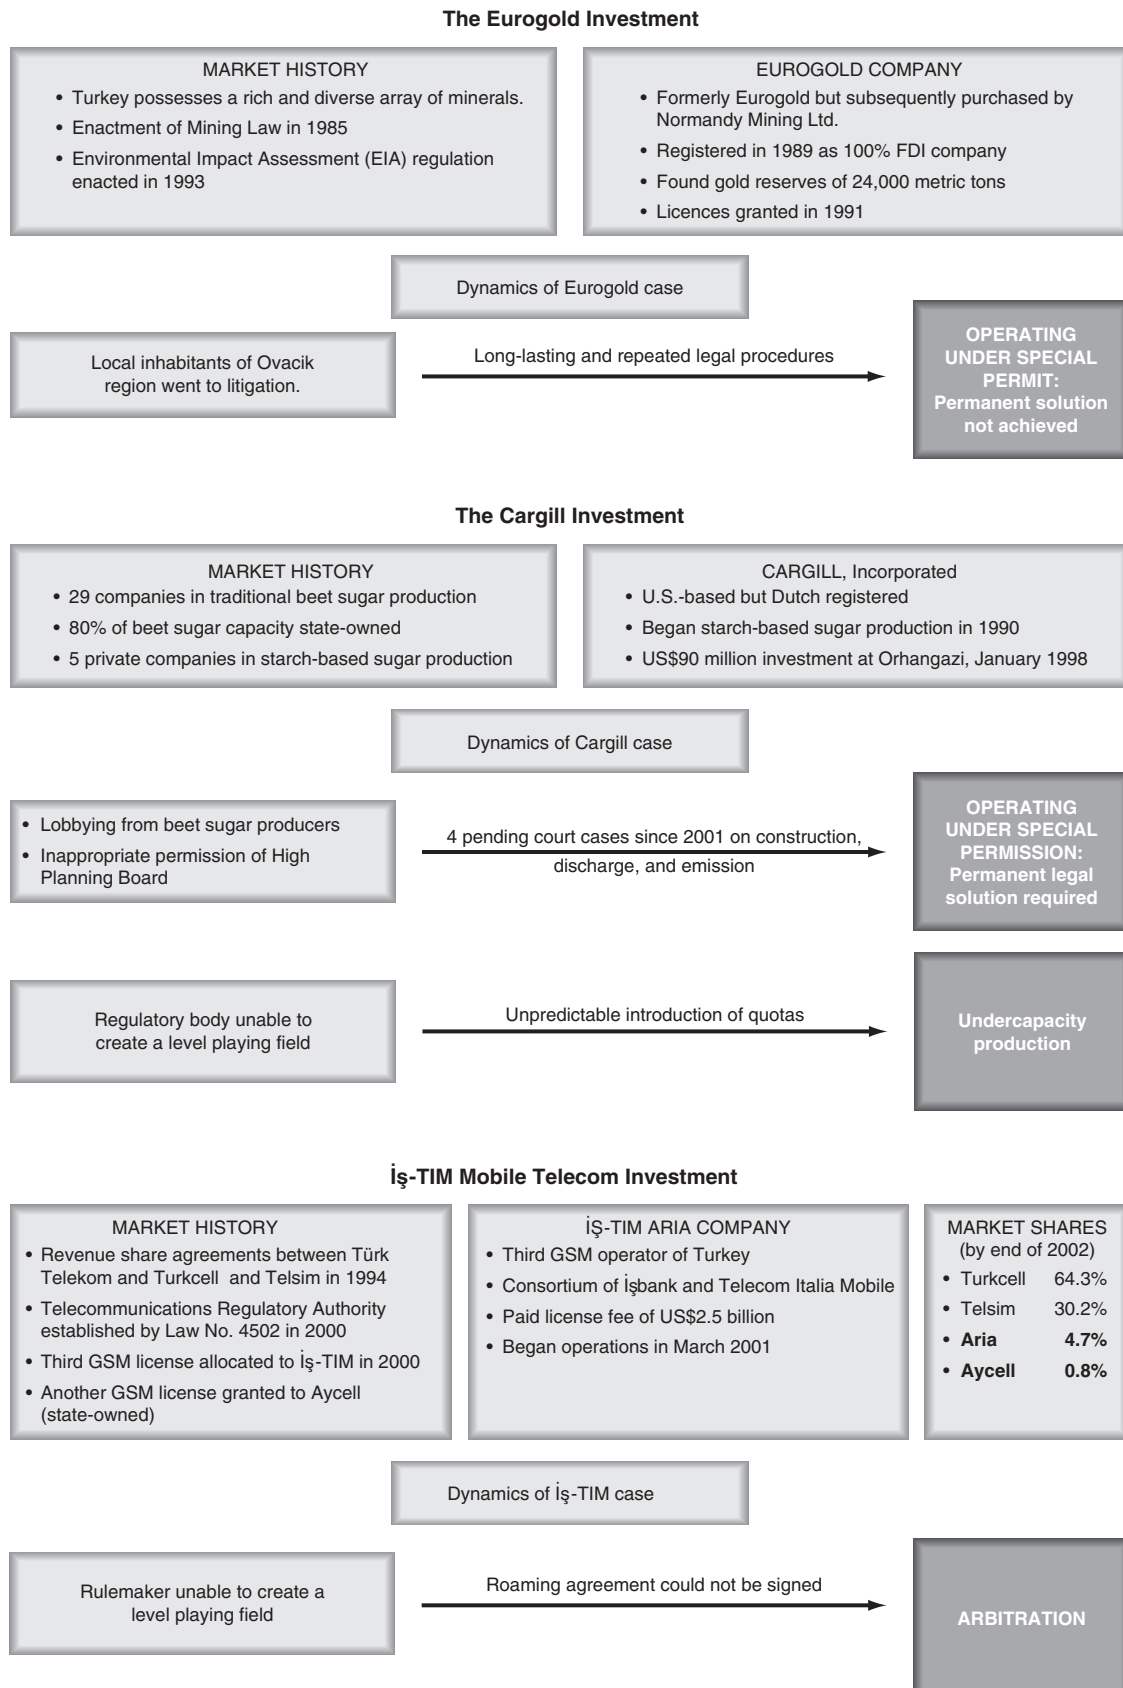 The Eurogold Investment
MARKET HISTORY
• Turkey possesses a rich and diverse array of minerals.
• Enactment of Mining Law in 1985
• Environmental Impact Assessment (EIA) regulation
enacted in 1993
EUROGOLD COMPANY
• Formerly Eurogold but subsequently purchased by
Normandy Mining Ltd.
• Registered in 1989 as 100% FDI company
• Found gold reserves of 24,000 metric tons
• Licences granted in 1991
Dynamics of Eurogold case
Local inhabitants of Ovacik
region went to litigation.
Long-lasting and repeated legal procedures
OPERATING
UNDER SPECIAL
PERMIT:
Permanent solution
not achieved
The Cargill Investment
MARKET HISTORY
• 29 companies in traditional beet sugar production
• 80% of beet sugar capacity state-owned
• 5 private companies in starch-based sugar production
CARGILL, Incorporated
• U.S.-based but Dutch registered
• Began starch-based sugar production in 1990
• US$90 million investment at Orhangazi, January 1998
Dynamics of Cargill case
• Lobbying from beet sugar producers
• Inappropriate permission of High
Planning Board
4 pending court cases since 2001 on construction,
discharge, and emission
OPERATING
UNDER SPECIAL
PERMISSION:
Permanent legal
solution required
Regulatory body unable to
create a level playing field
Unpredictable introduction of quotas
Undercapacity
production
İş-TIM Mobile Telecom Investment
MARKET HISTORY
• Revenue share agreements between Türk
Telekom and Turkcell and Telsim in 1994
• Telecommunications Regulatory Authority
established by Law No. 4502 in 2000
• Third GSM license allocated to İş-TIM in 2000
• Another GSM license granted to Aycell
(state-owned)
İŞ-TIM ARIA COMPANY
• Third GSM operator of Turkey
• Consortium of İşbank and Telecom Italia Mobile
• Paid license fee of US$2.5 billion
• Began operations in March 2001
MARKET SHARES
(by end of 2002)
• Turkcell 64.3%
• Telsim 30.2%
• Aria 4.7%
• Aycell 0.8%
Dynamics of İş-TIM case
Rulemaker unable to create a
level playing field
Roaming agreement could not be signed
ARBITRATION